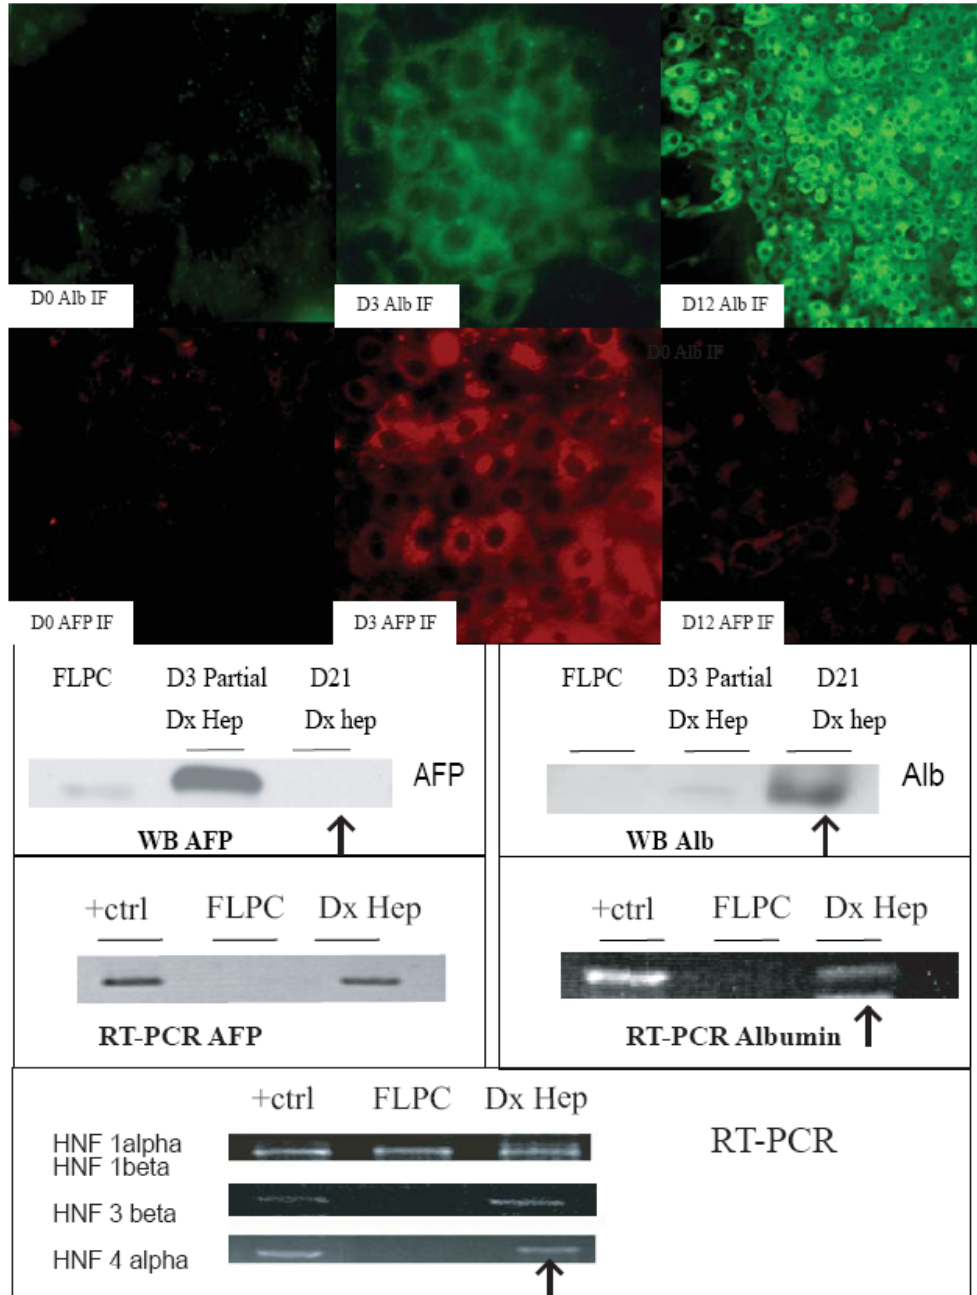 D0 Alb IF
D3 Alb IF
D12 Alb IF
D0 Alb IF
D0 AFP IF
D3 AFP IF
D12 AFP IF
FLPC D3 Partial D21
Dx Hep Dx hep
AFP
WB AFP
FLPC D3 Partial D21
Dx Hep Dx hep
Alb
WB Alb
+ctrl FLPC Dx Hep
RT-PCR AFP
+ctrl FLPC Dx Hep
RT-PCR Albumin
+ctrl FLPC Dx Hep
RT-PCR
HNF 1alpha
HNF 1beta
HNF 3 beta
HNF 4 alpha